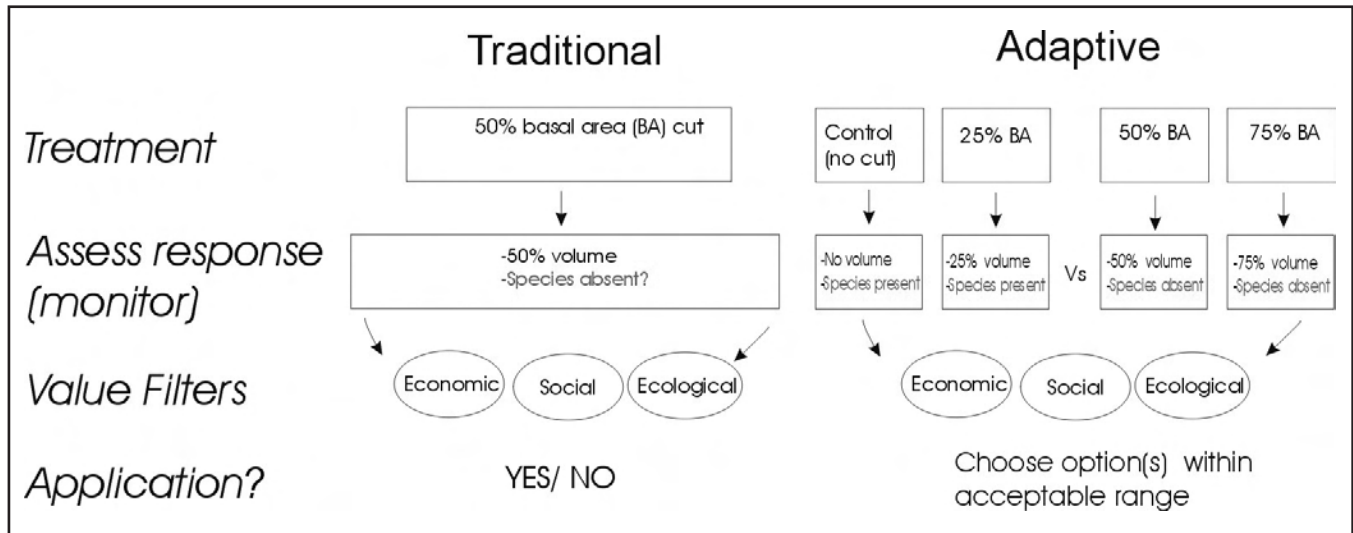 Traditional
Adaptive
Treatment
50% basal area (BA) cut
Control
(no cut)
25% BA
50% BA
75% BA
Assess response
(monitor)
-50% volume
-Species absent?
-No volume
-Species present
-25% volume
-Species present
Vs
-50% volume
-Species absent
-75% volume
-Species absent
Value Filters
Economic
Social
Ecological
Economic
Social
Ecological
Application?
YES/ NO
Choose option(s) within
acceptable range